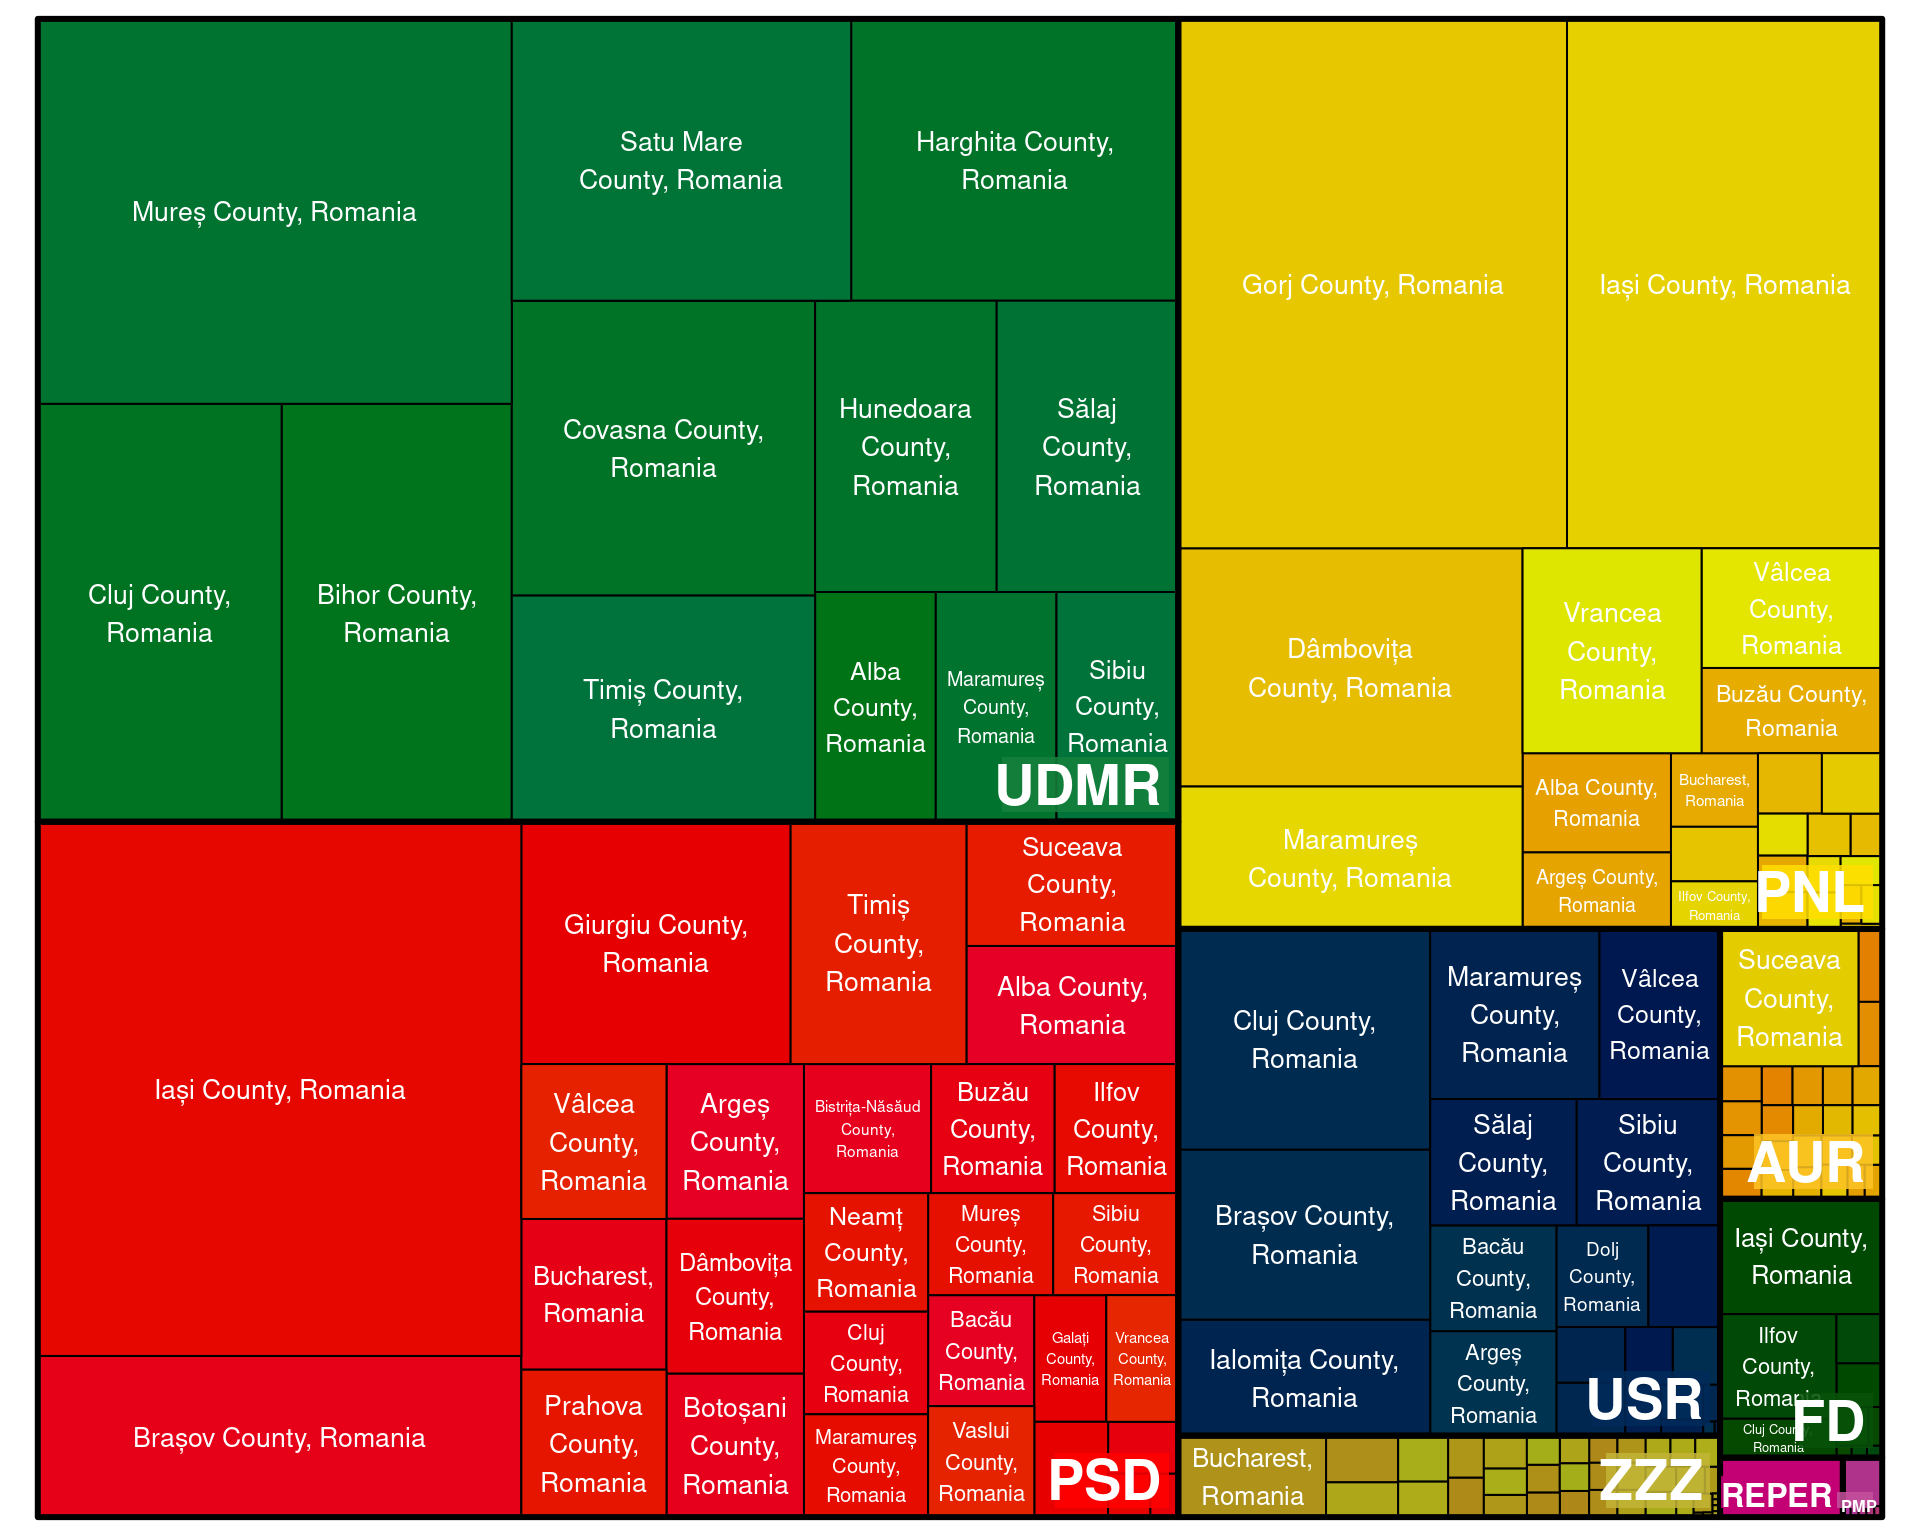 Mureș County, Romania
Satu Mare
County, Romania
Harghita County,
Romania
Cluj County,
Romania
Bihor County,
Romania
Covasna County,
Romania
Hunedoara
County,
Romania
Sălaj
County,
Romania
Timiș County,
Romania
Alba
County,
Romania
Maramureș
County,
Romania
Sibiu
County,
Romania
UDMR
Gorj County, Romania
Iași County, Romania
Dâmbovița
County, Romania
Vrancea
County,
Romania
Vâlcea
County,
Romania
Buzău County,
Romania
Maramureș
County, Romania
Alba County,
Romania
Bucharest,
Romania
Argeș County,
Romania
Ilfov County,
Romania
PNL
Iași County, Romania
Brașov County, Romania
Giurgiu County,
Romania
Timiș
County,
Romania
Suceava
County,
Romania
Alba County,
Romania
Vâlcea
County,
Romania
Argeș
County,
Romania
Bistrița-Năsăud
County,
Romania
Buzău
County,
Romania
Ilfov
County,
Romania
Bucharest,
Romania
Dâmbovița
County,
Romania
Neamț
County,
Romania
Mureș
County,
Romania
Sibiu
County,
Romania
Prahova
County,
Romania
Botoșani
County,
Romania
Cluj
County,
Romania
Bacău
County,
Romania
Galați
County,
Romania
Vrancea
County,
Romania
Maramureș
County,
Romania
Vaslui
County,
Romania
PSD
Cluj County,
Romania
Maramureș
County,
Romania
Vâlcea
County,
Romania
Brașov County,
Romania
Sălaj
County,
Romania
Sibiu
County,
Romania
Ialomița County,
Romania
Bacău
County,
Romania
Dolj
County,
Romania
Argeș
County,
Romania
USR
Suceava
County,
Romania
AUR
Iași County,
Romania
Ilfov
County,
Romania
Cluj County,
Romania
FD
Bucharest,
Romania
ZZZ
REPER
PMP